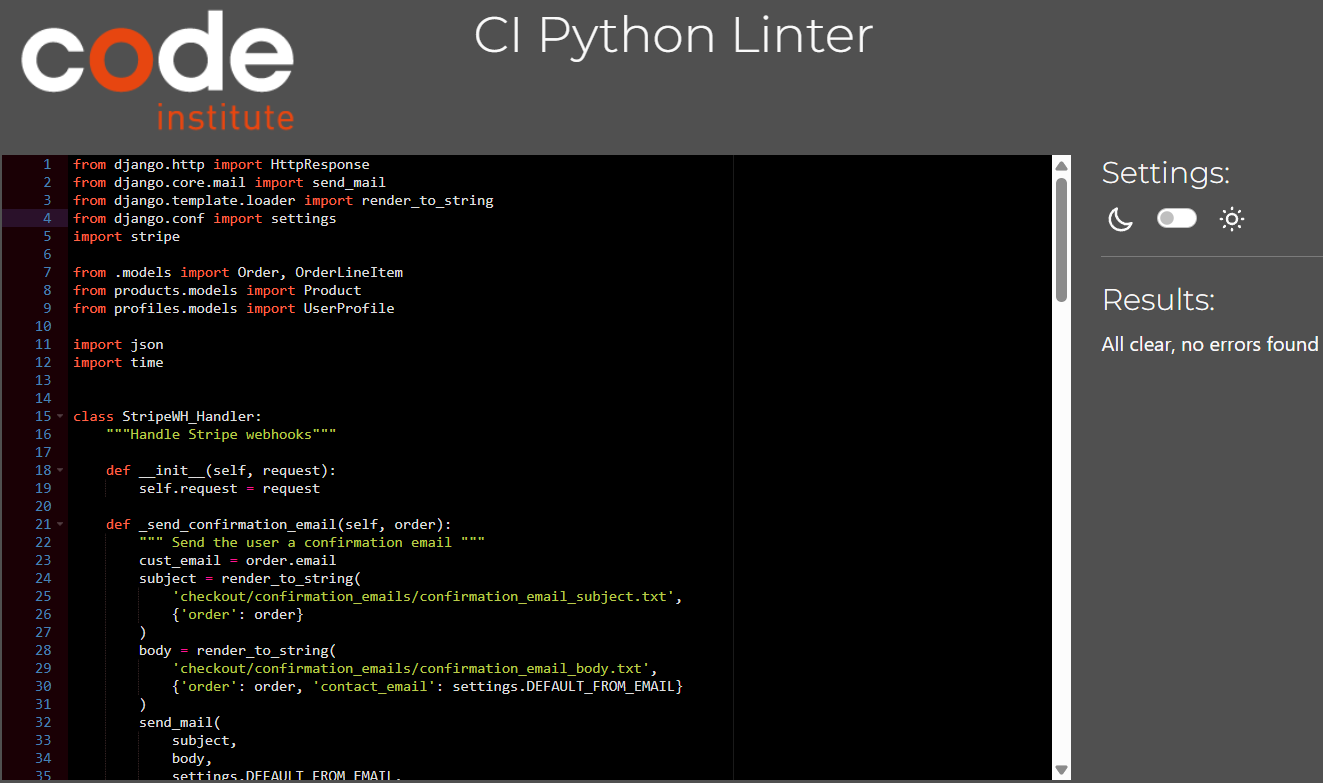 code
institute
CI Python Linter
1 from django.http import HttpResponse
2 from django.core.mail import send_mail
3 from django.template.loader import render_to_string
4 from django.conf import settings
5 import stripe
6
7 from .models import Order, OrderLineItem
8 from products.models import Product
9 from profiles.models import UserProfile
10
11 import json
12 import time
13
14
15 class StripeWH_Handler:
16     """Handle Stripe webhooks"""
17
18     def __init__(self, request):
19         self.request = request
20
21     def _send_confirmation_email(self, order):
22         """ Send the user a confirmation email """
23         cust_email = order.email
24         subject = render_to_string(
25             'checkout/confirmation_emails/confirmation_email_subject.txt',
26             {'order': order}
27         )
28         body = render_to_string(
29             'checkout/confirmation_emails/confirmation_email_body.txt',
30             {'order': order, 'contact_email': settings.DEFAULT_FROM_EMAIL}
31         )
32         send_mail(
33             subject,
34             body,
35             settings.DEFAULT_FROM_EMAIL,
Settings:
Results:
All clear, no errors found